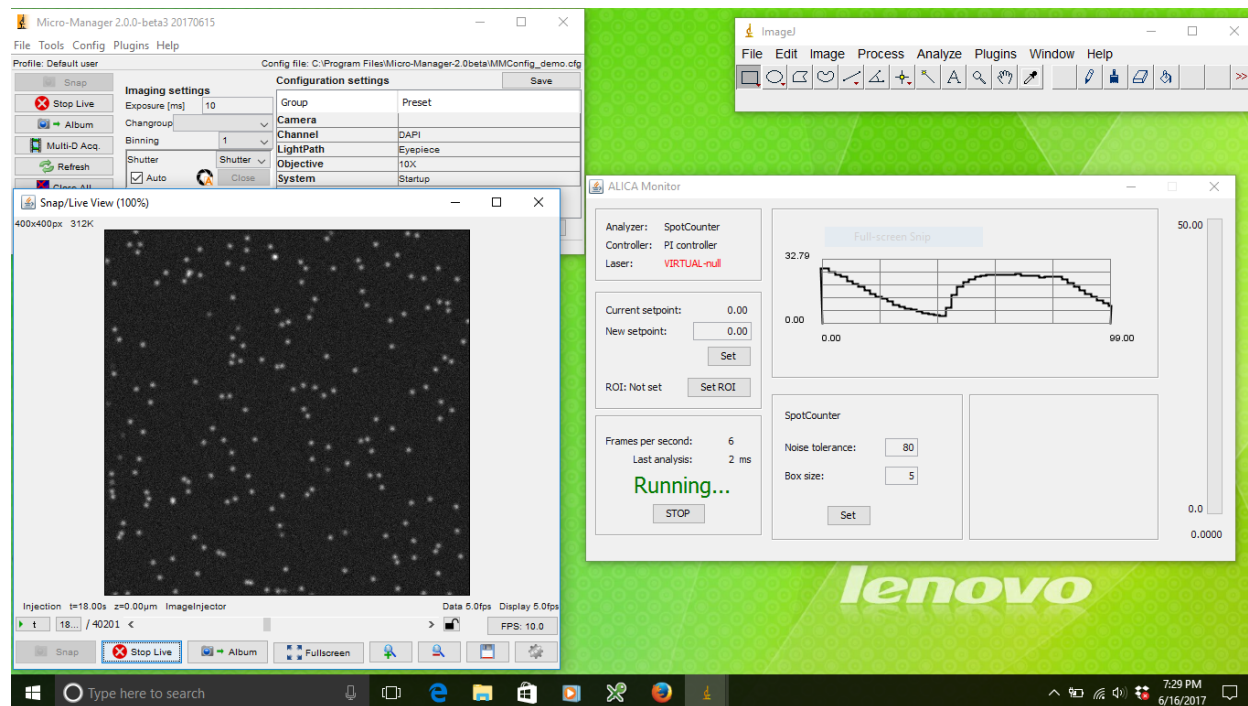 Micro-Manager 2.0.0-beta3 20170615
File Tools Config Plugins Help
Profile: Default user
Config file: C:\Program Files\Micro-Manager-2.0beta\MMConfig_demo.cfg
Snap
Stop Live
Album
Multi-D Acq.
Refresh
Close All
Imaging settings
Exposure [ms] 10
Changroup
Binning 1
Shutter Shutter
Auto Close
Configuration settings Save
Group Preset
Camera
Channel DAPI
LightPath Eyepiece
Objective 10X
System Startup
Snap/Live View (100%)
400x400px 312K
Injection t=18.00s z=0.00µm ImageInjector Data 5.0fps Display 5.0fps
t 18... / 40201 < > FPS: 10.0
Snap Stop Live Album Fullscreen
ImageJ
File Edit Image Process Analyze Plugins Window Help
A >>
ALICA Monitor
Analyzer: SpotCounter
Controller: PI controller
Laser: VIRTUAL-null
Current setpoint: 0.00
New setpoint: 0.00
Set
ROI: Not set Set ROI
Frames per second: 6
Last analysis: 2 ms
Running...
STOP
Full-screen Snip
32.79
0.00
0.00 99.00
SpotCounter
Noise tolerance: 80
Box size: 5
Set
50.00
0.0
0.0000
lenovo
Type here to search
7:29 PM
6/16/2017